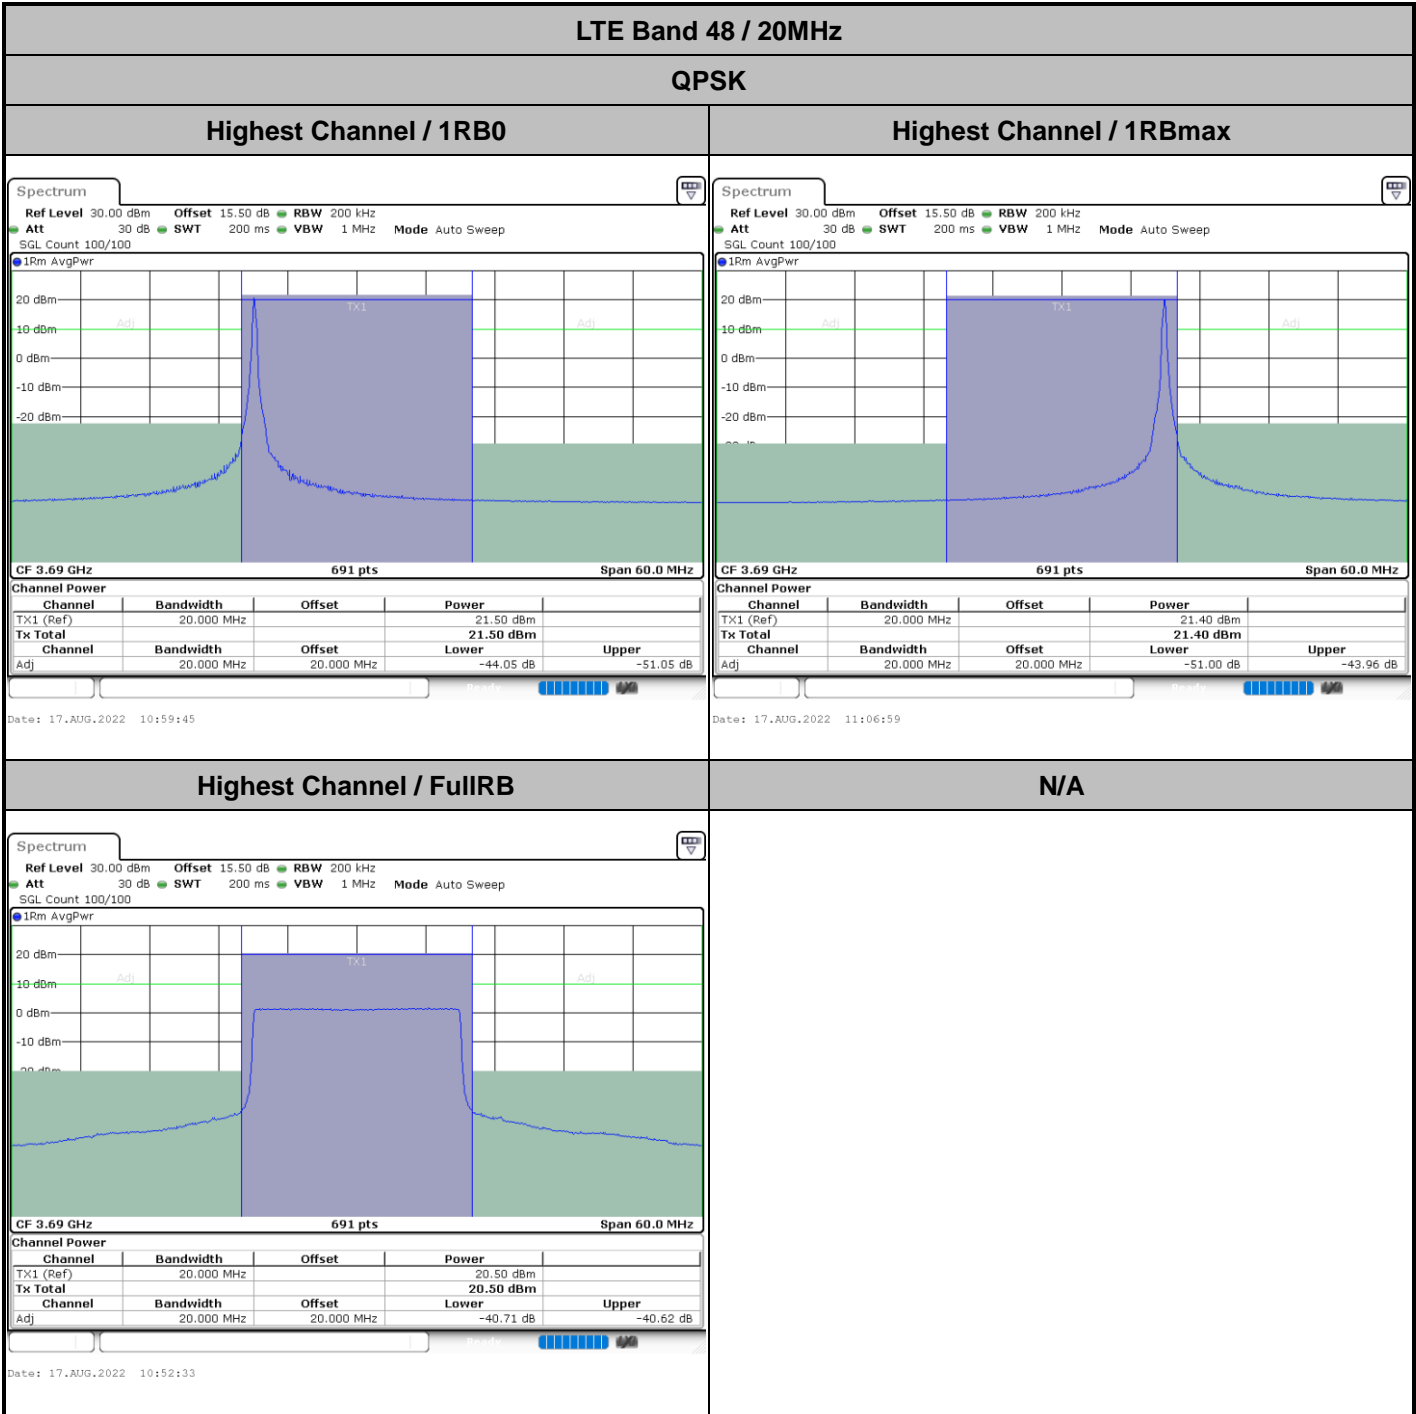 LTE Band 48 / 20MHz
QPSK
Highest Channel / 1RB0
Highest Channel / 1RBmax
Spectrum
Ref Level 30.00 dBm Offset 15.50 dB RBW 200 kHz
Att 30 dB SWT 200 ms VBW 1 MHz Mode Auto Sweep
SGL Count 100/100
1Rm AvgPwr
20 dBm
TX1
10 dBm
Adj
Adj
0 dBm
-10 dBm
-20 dBm
CF 3.69 GHz 691 pts Span 60.0 MHz
Channel Power
Channel Bandwidth Offset Power
TX1 (Ref) 20.000 MHz 21.50 dBm
Tx Total 21.50 dBm
Channel Bandwidth Offset Lower Upper
Adj 20.000 MHz 20.000 MHz -44.05 dB -51.05 dB
Ready
Date: 17.AUG.2022 10:59:45
Spectrum
Ref Level 30.00 dBm Offset 15.50 dB RBW 200 kHz
Att 30 dB SWT 200 ms VBW 1 MHz Mode Auto Sweep
SGL Count 100/100
1Rm AvgPwr
20 dBm
TX1
10 dBm
Adj
Adj
0 dBm
-10 dBm
-20 dBm
CF 3.69 GHz 691 pts Span 60.0 MHz
Channel Power
Channel Bandwidth Offset Power
TX1 (Ref) 20.000 MHz 21.40 dBm
Tx Total 21.40 dBm
Channel Bandwidth Offset Lower Upper
Adj 20.000 MHz 20.000 MHz -51.00 dB -43.96 dB
Ready
Date: 17.AUG.2022 11:06:59
Highest Channel / FullRB
N/A
Spectrum
Ref Level 30.00 dBm Offset 15.50 dB RBW 200 kHz
Att 30 dB SWT 200 ms VBW 1 MHz Mode Auto Sweep
SGL Count 100/100
1Rm AvgPwr
20 dBm
TX1
10 dBm
Adj
Adj
0 dBm
-10 dBm
CF 3.69 GHz 691 pts Span 60.0 MHz
Channel Power
Channel Bandwidth Offset Power
TX1 (Ref) 20.000 MHz 20.50 dBm
Tx Total 20.50 dBm
Channel Bandwidth Offset Lower Upper
Adj 20.000 MHz 20.000 MHz -40.71 dB -40.62 dB
Ready
Date: 17.AUG.2022 10:52:33